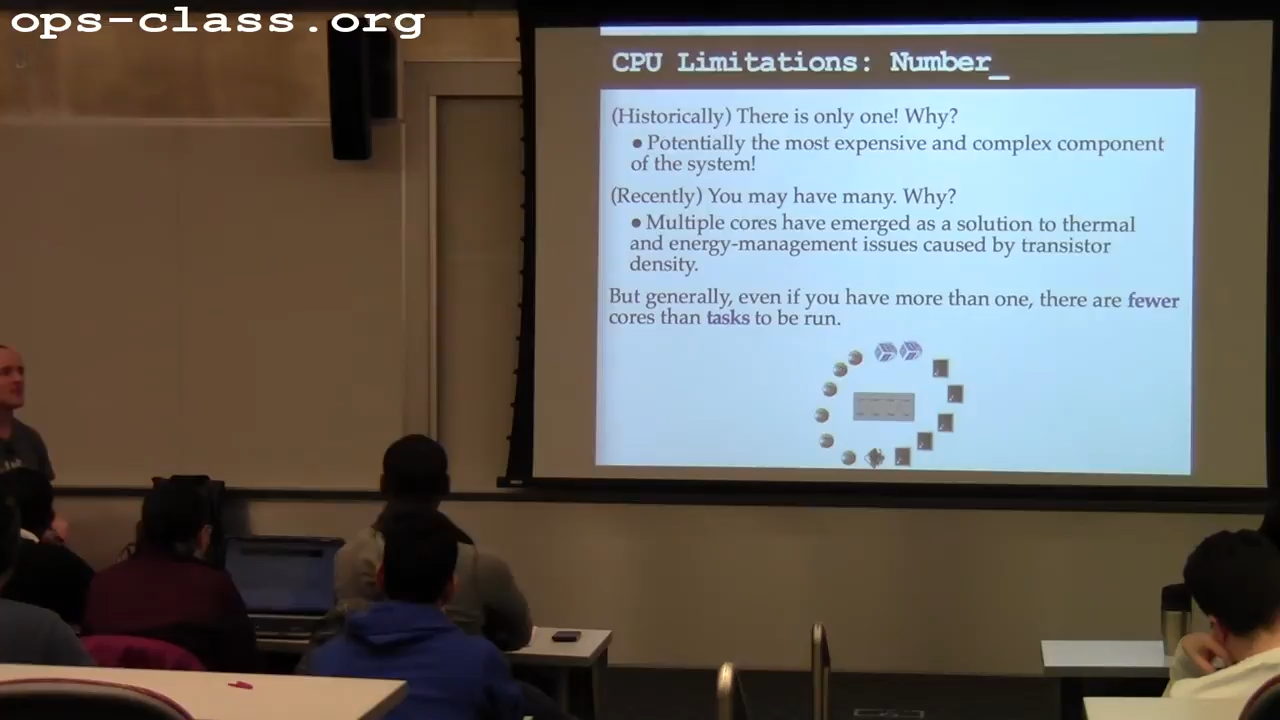 ops-class.org
CPU Limitations: Number_
(Historically) There is only one! Why?
● Potentially the most expensive and complex component
of the system!
(Recently) You may have many. Why?
● Multiple cores have emerged as a solution to thermal
and energy-management issues caused by transistor
density.
But generally, even if you have more than one, there are fewer
cores than tasks to be run.